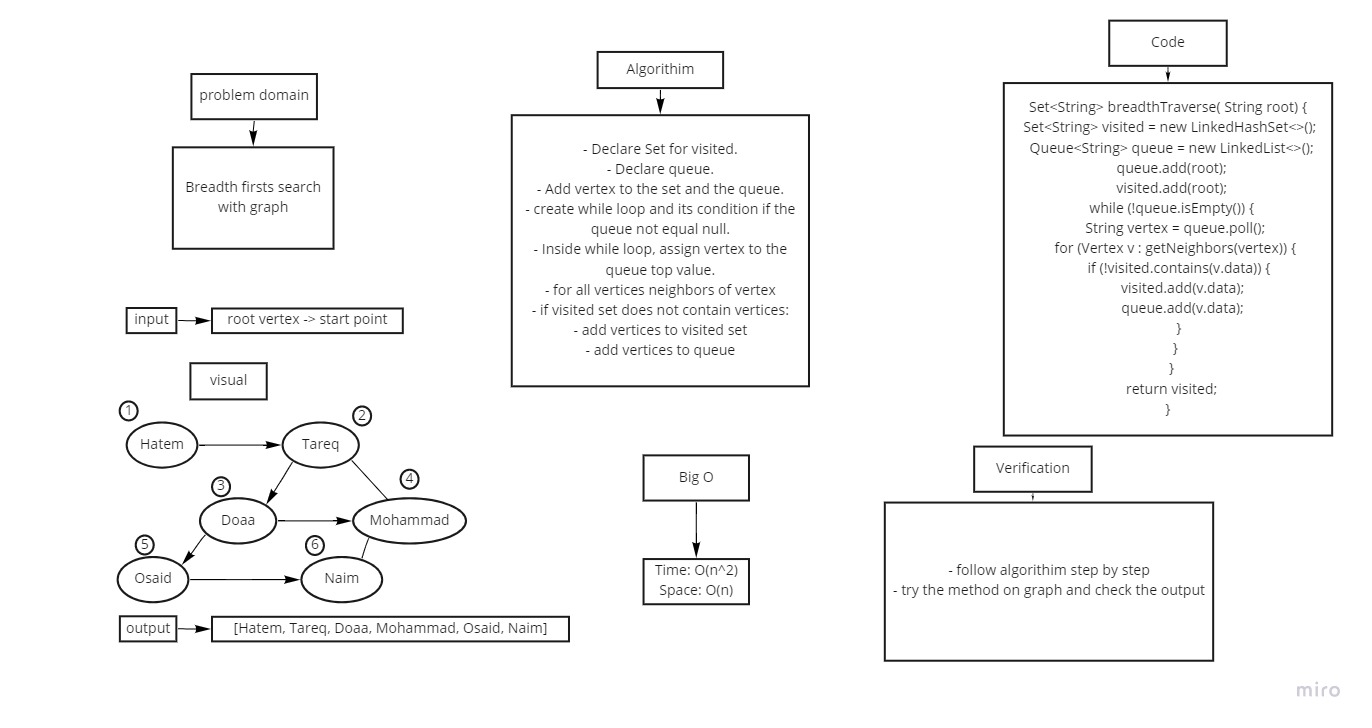 problem domain
Breadth firsts search
with graph
input
root vertex -> start point
visual
1
Hatem
2
Tareq
3
Doaa
4
Mohammad
5
Osaid
6
Naim
output
[Hatem, Tareq, Doaa, Mohammad, Osaid, Naim]
Algorithim
- Declare Set for visited.
- Declare queue.
- Add vertex to the set and the queue.
- create while loop and its condition if the
queue not equal null.
- Inside while loop, assign vertex to the
queue top value.
- for all vertices neighbors of vertex
- if visited set does not contain vertices:
- add vertices to visited set
- add vertices to queue
Big O
Time: O(n^2)
Space: O(n)
Code
Set<String> breadthTraverse( String root) {
Set<String> visited = new LinkedHashSet<>();
Queue<String> queue = new LinkedList<>();
queue.add(root);
visited.add(root);
while (!queue.isEmpty()) {
String vertex = queue.poll();
for (Vertex v : getNeighbors(vertex)) {
if (!visited.contains(v.data)) {
visited.add(v.data);
queue.add(v.data);
}
}
}
return visited;
}
Verification
- follow algorithim step by step
- try the method on graph and check the output
miro